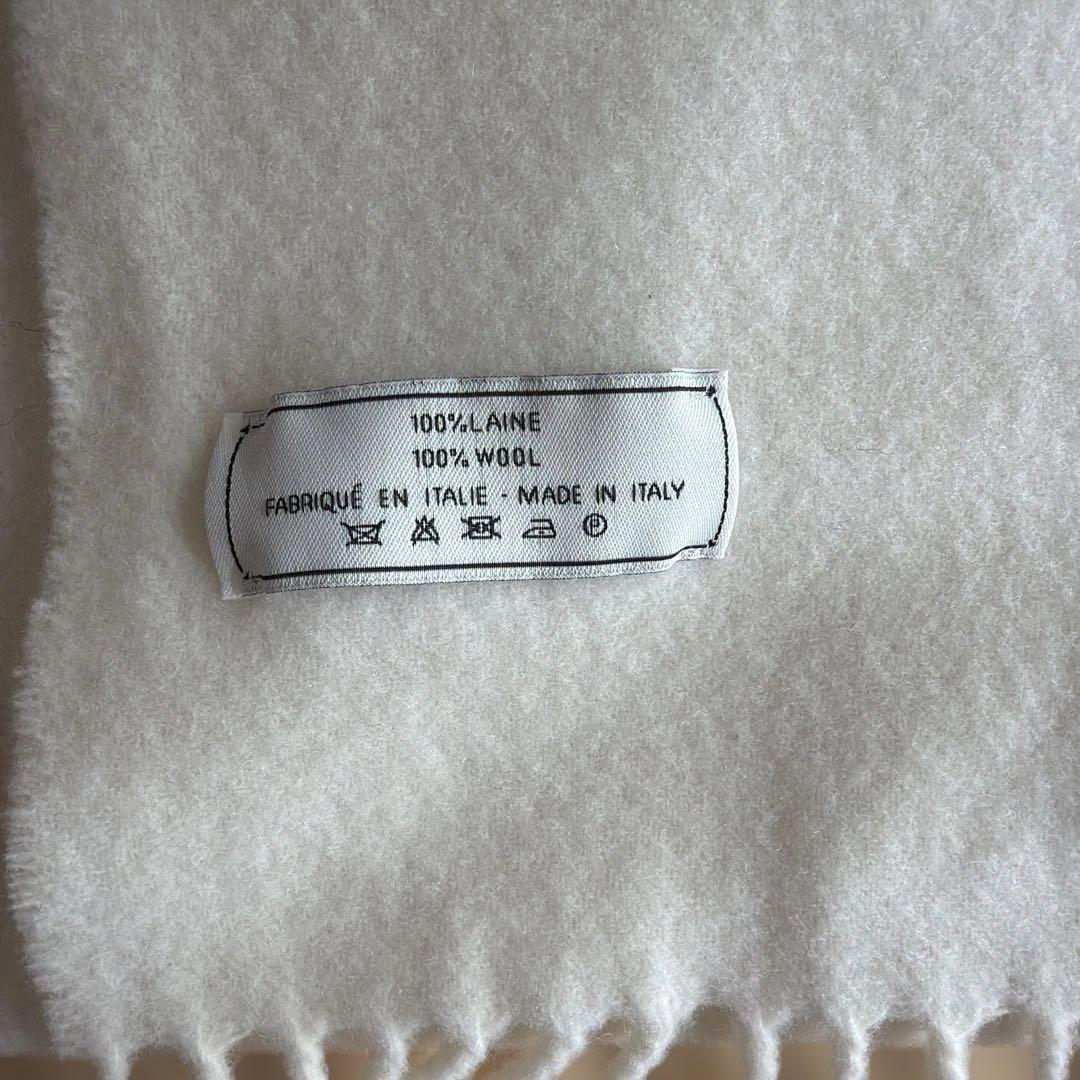 100%LAINE
100% WOOL
FABRIQUÉ EN ITALIE - MADE IN ITALY
P